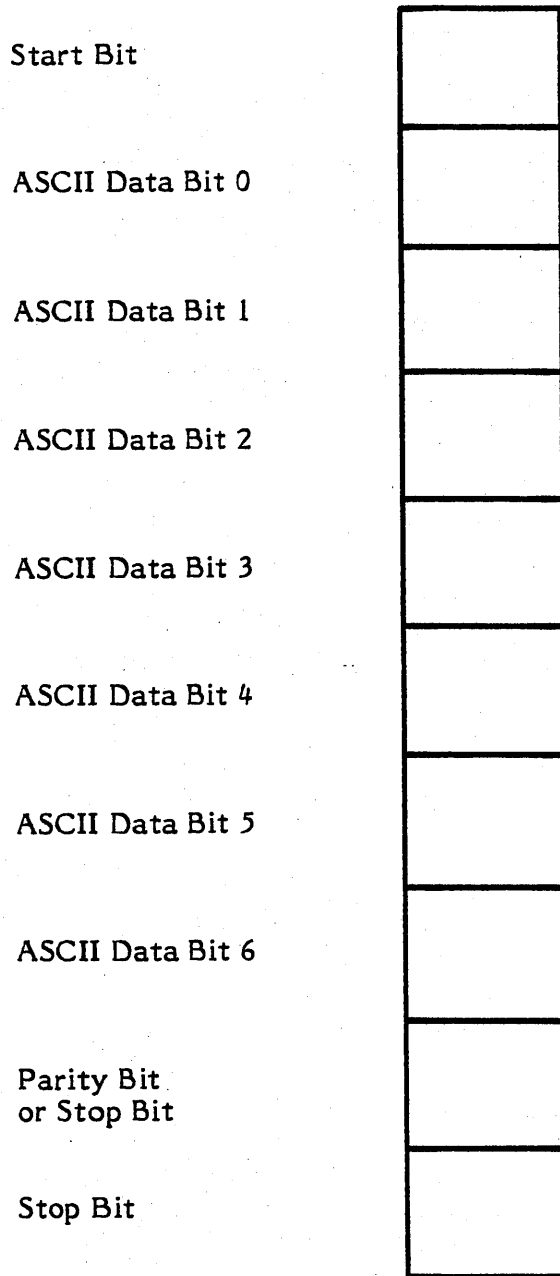 Start Bit
ASCII Data Bit 0
ASCII Data Bit 1
ASCII Data Bit 2
ASCII Data Bit 3
ASCII Data Bit 4
ASCII Data Bit 5
ASCII Data Bit 6
Parity Bit
or Stop Bit
Stop Bit